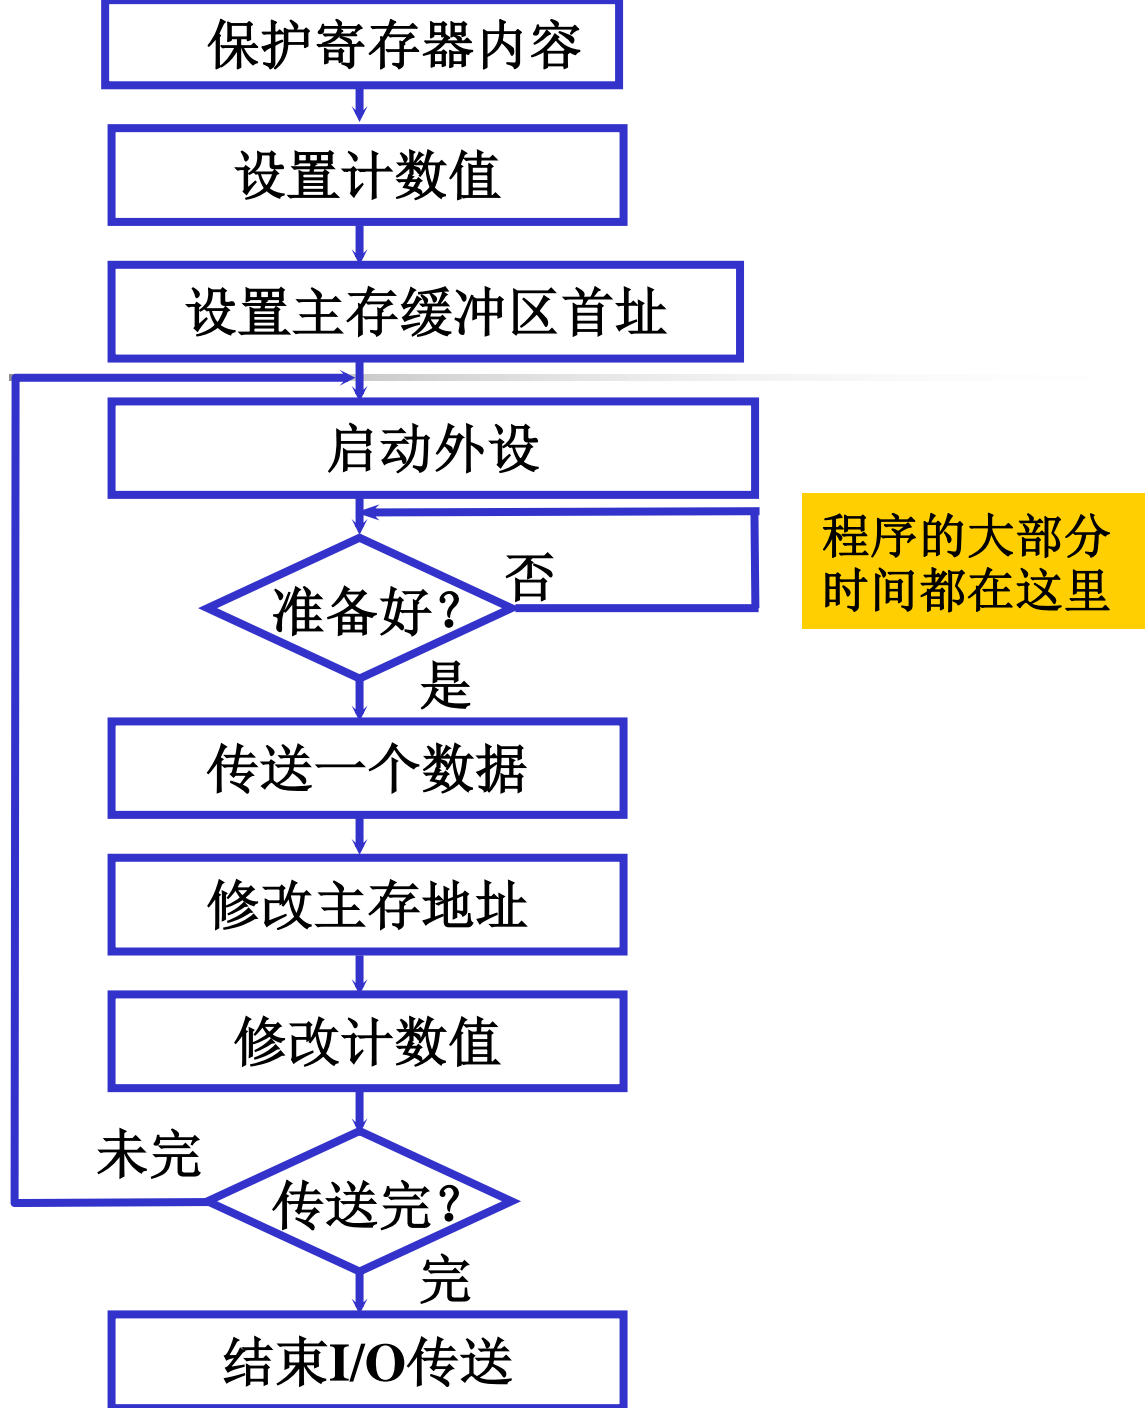 保护寄存器内容
设置计数值
设置主存缓冲区首址
启动外设
程序的大部分
时间都在这里
否
准备好？
是
传送一个数据
修改主存地址
修改计数值
未完
传送完？
完
结束I/O传送